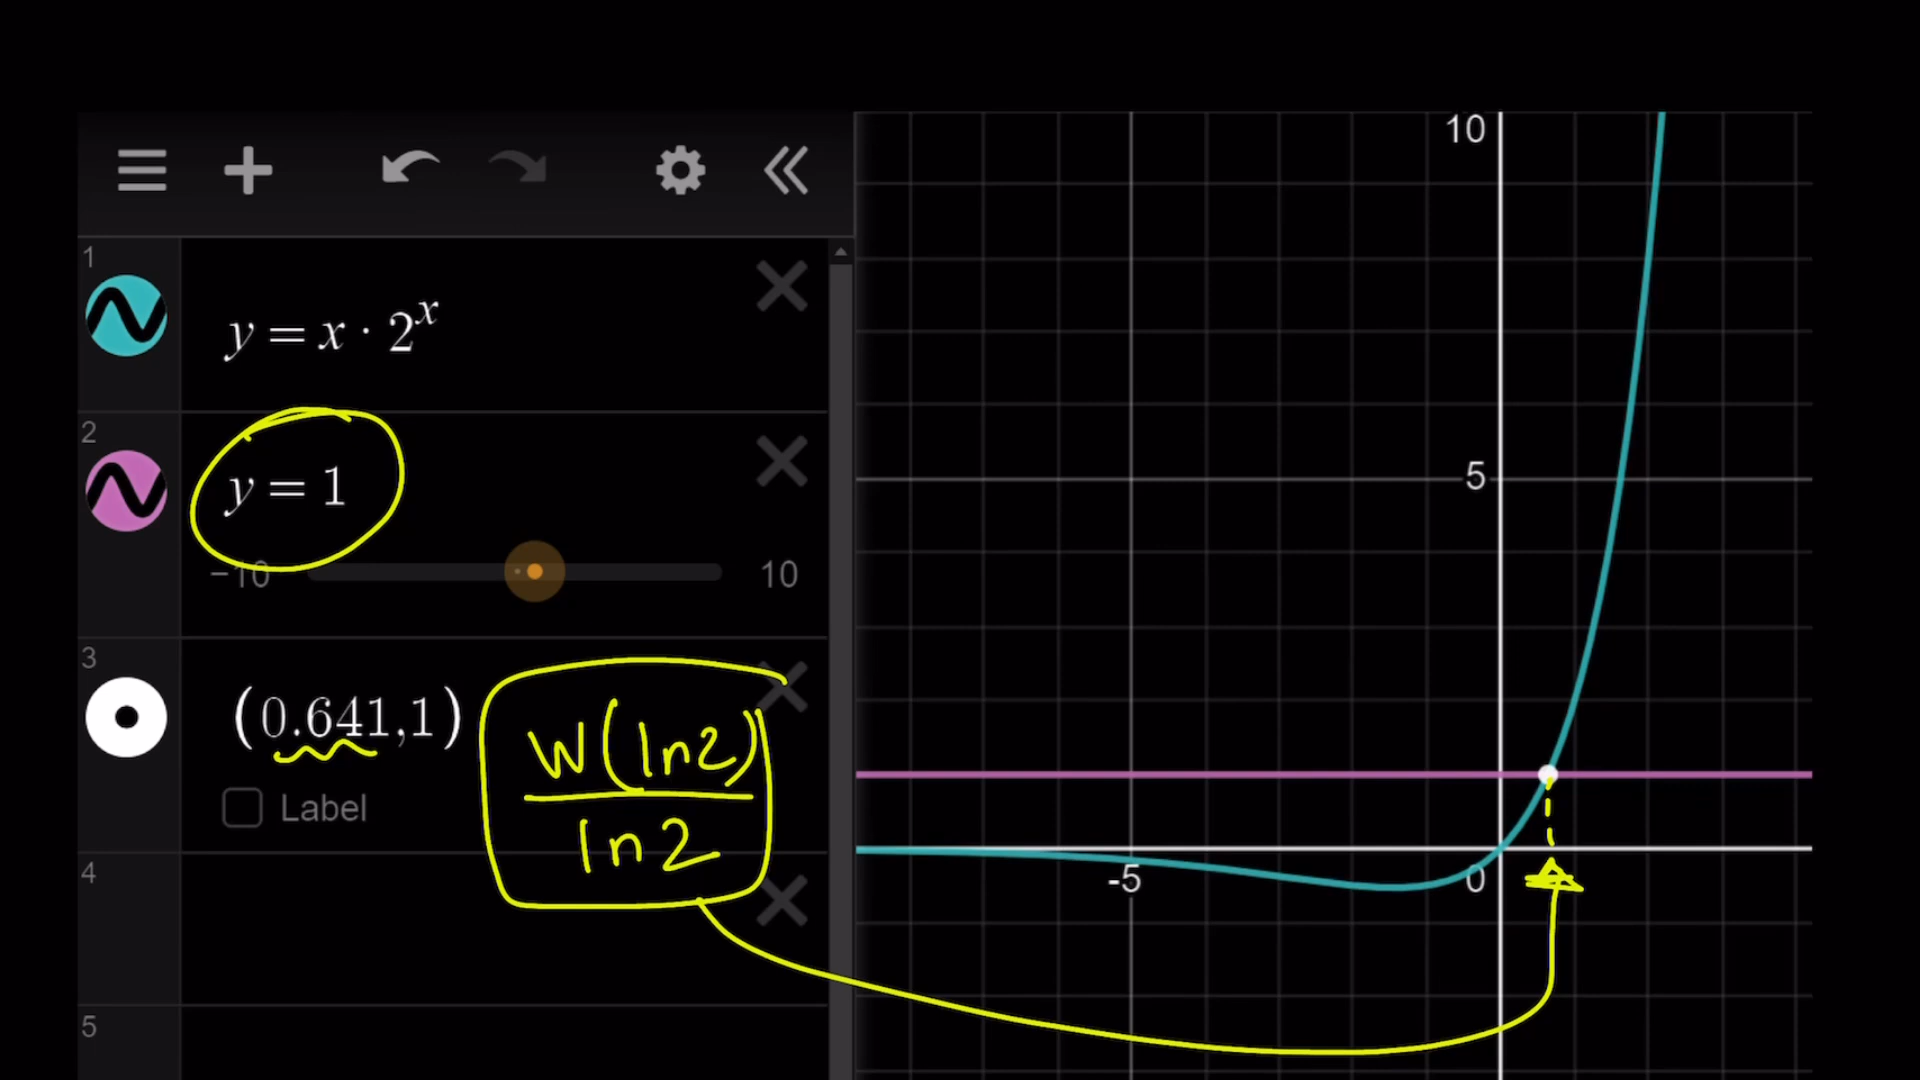 1
y = x · 2^x
2
y = 1
−10
10
3
(0.641,1)
Label
W(ln2)
ln2
4
5
10
5
-5
0